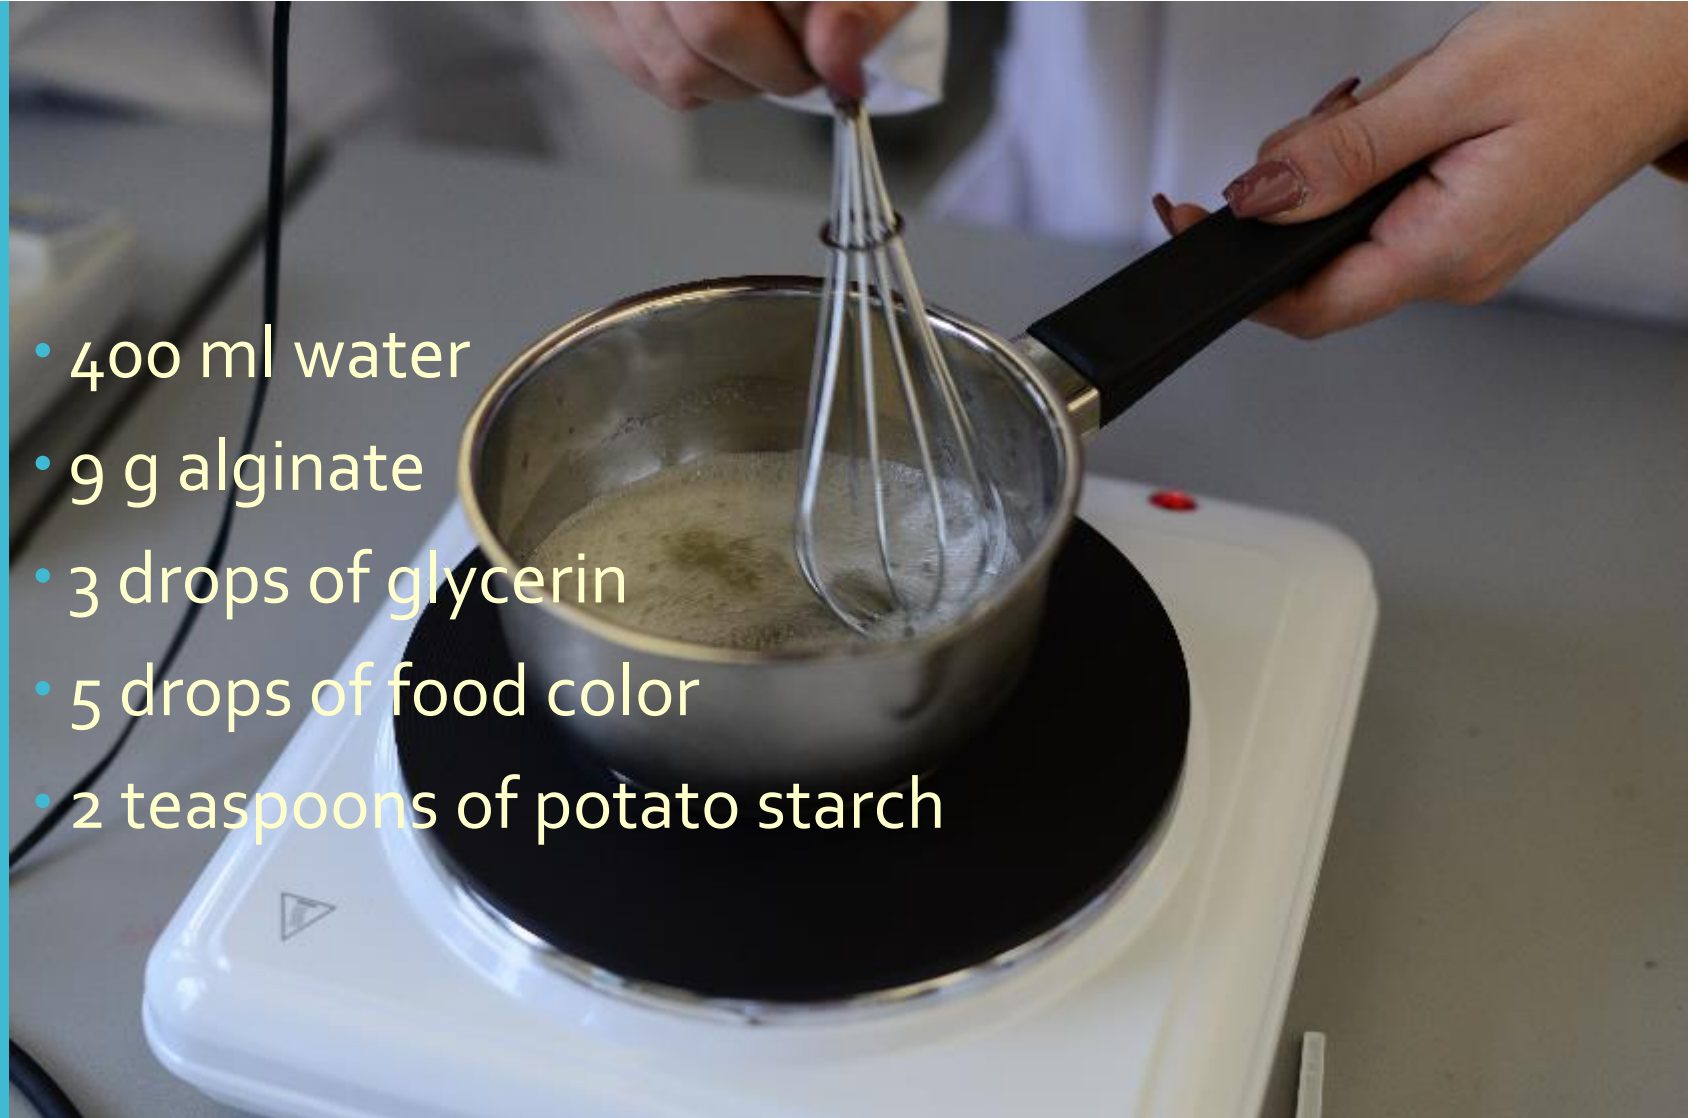 • 400 ml water
• 9 g alginate
• 3 drops of glycerin
• 5 drops of food color
• 2 teaspoons of potato starch